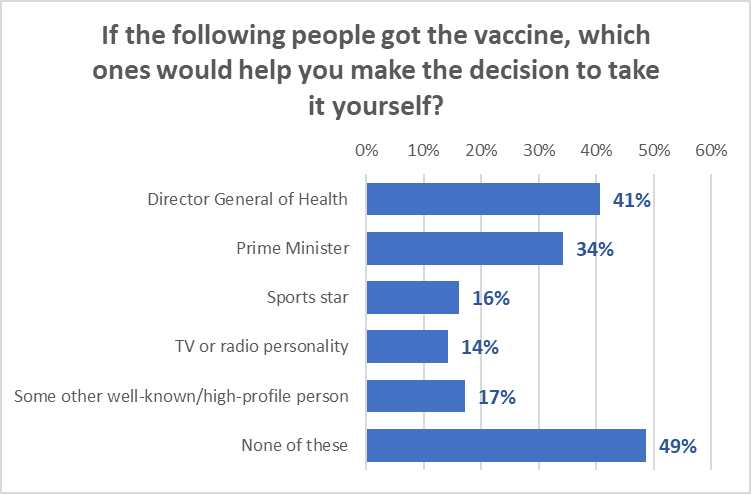 If the following people got the vaccine, which
ones would help you make the decision to take
it yourself?
0% 10% 20% 30% 40% 50% 60%
Director General of Health 41%
Prime Minister 34%
Sports star 16%
TV or radio personality 14%
Some other well-known/high-profile person 17%
None of these 49%